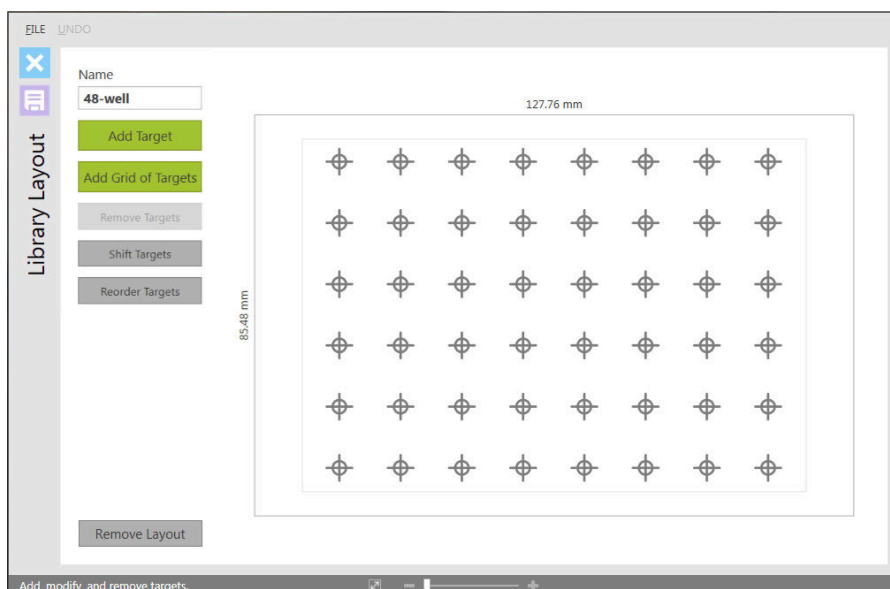 FILE UNDO
Library Layout
Name
48-well
Add Target
Add Grid of Targets
Remove Targets
Shift Targets
Reorder Targets
Remove Layout
127.76 mm
85.48 mm
Add, modify, and remove targets.